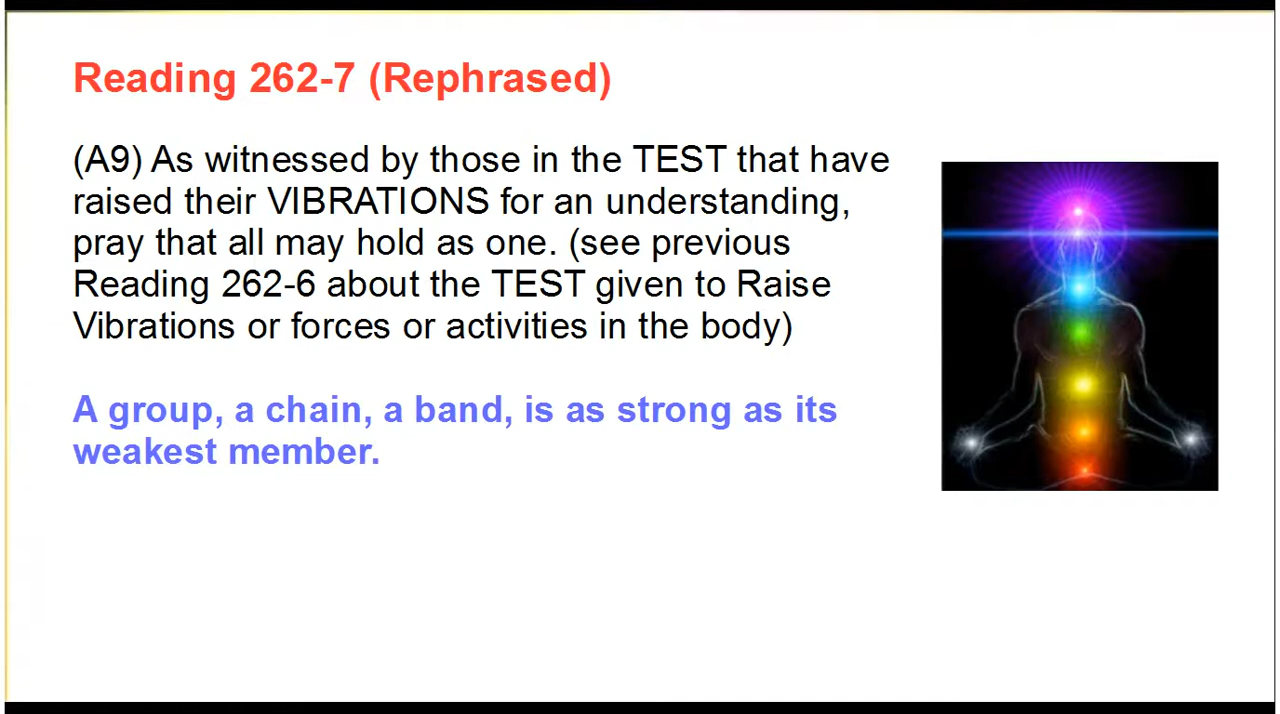 Reading 262-7 (Rephrased)
(A9) As witnessed by those in the TEST that have
raised their VIBRATIONS for an understanding,
pray that all may hold as one. (see previous
Reading 262-6 about the TEST given to Raise
Vibrations or forces or activities in the body)
A group, a chain, a band, is as strong as its
weakest member.